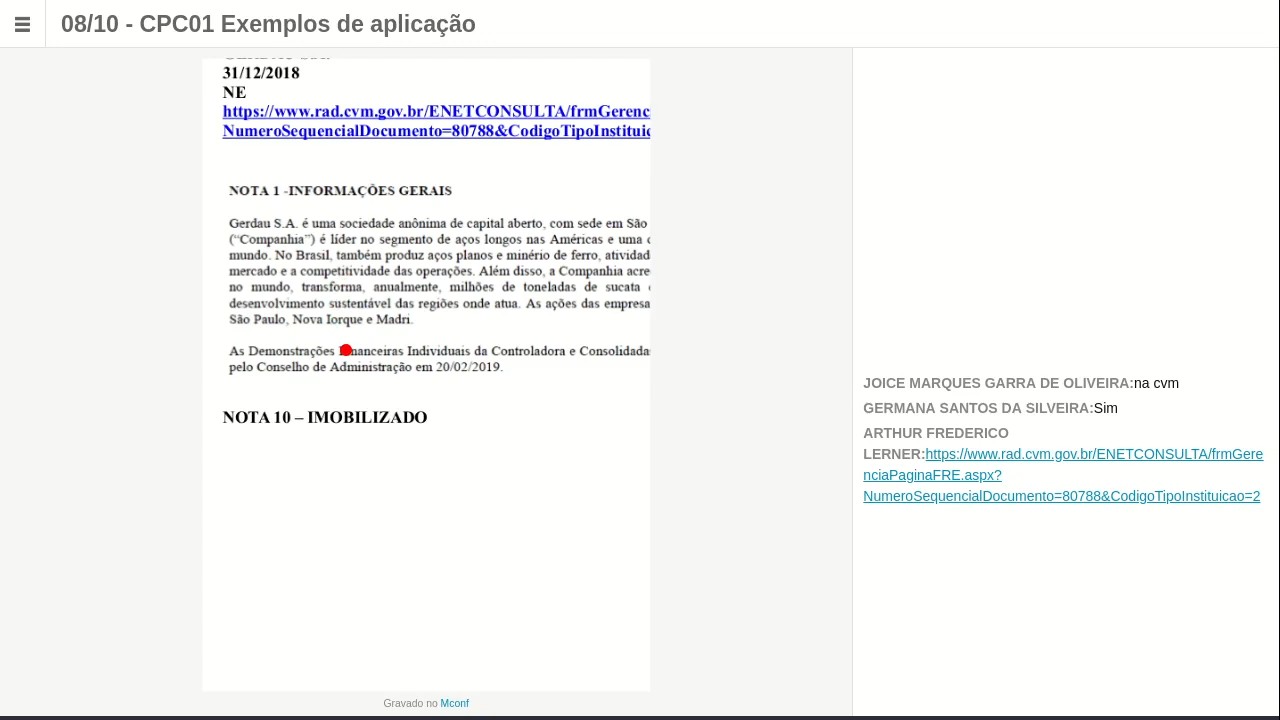 08/10 - CPC01 Exemplos de aplicação
31/12/2018
NE
https://www.rad.cvm.gov.br/ENETCONSULTA/frmGerenc
NumeroSequencialDocumento=80788&CodigoTipoInstituic
NOTA 1 -INFORMAÇÕES GERAIS
Gerdau S.A. é uma sociedade anônima de capital aberto, com sede em São
(“Companhia”) é líder no segmento de aços longos nas Américas e uma
mundo. No Brasil, também produz aços planos e minério de ferro, atividad
mercado e a competitividade das operações. Além disso, a Companhia acre
no mundo, transforma, anualmente, milhões de toneladas de sucata
desenvolvimento sustentável das regiões onde atua. As ações das empresa
São Paulo, Nova Iorque e Madri.
As Demonstrações Financeiras Individuais da Controladora e Consolidadas
pelo Conselho de Administração em 20/02/2019.
NOTA 10 – IMOBILIZADO
JOICE MARQUES GARRA DE OLIVEIRA:na cvm
GERMANA SANTOS DA SILVEIRA:Sim
ARTHUR FREDERICO
LERNER:https://www.rad.cvm.gov.br/ENETCONSULTA/frmGere
nciaPaginaFRE.aspx?
NumeroSequencialDocumento=80788&CodigoTipoInstituicao=2
Gravado no Mconf